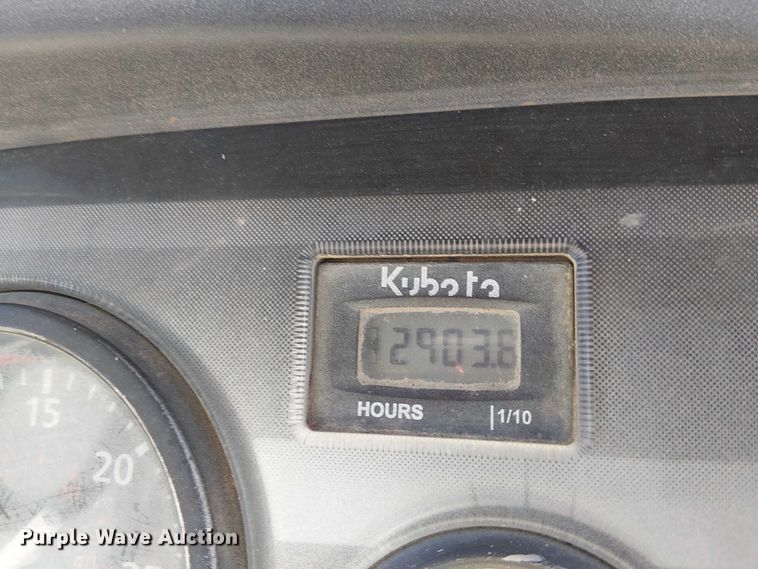 Kubota
2903.6
HOURS 1/10
15
20
Purple Wave Auction